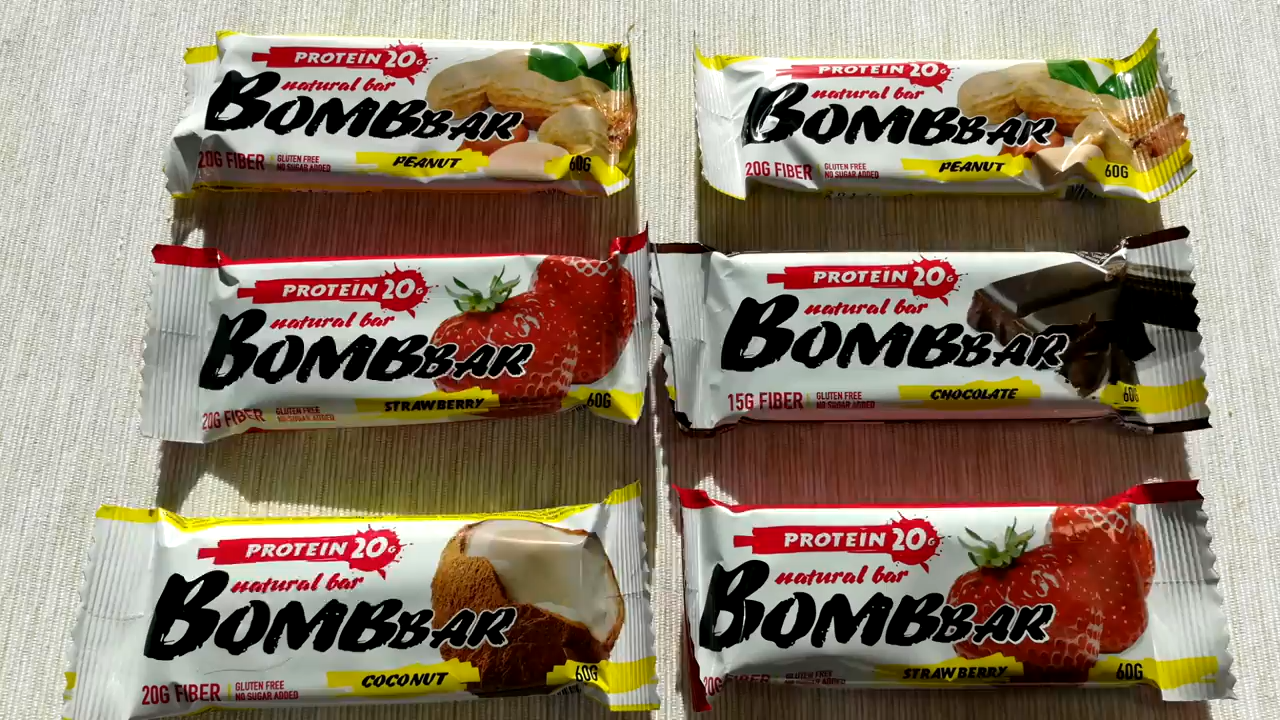 PROTEIN 20G
natural bar
BOMBBAR
20G FIBER GLUTEN FREE
NO SUGAR ADDED
PEANUT
60G
PROTEIN 20G
natural bar
BOMBBAR
20G FIBER GLUTEN FREE
NO SUGAR ADDED
PEANUT
60G
PROTEIN 20G
natural bar
BOMBBAR
20G FIBER GLUTEN FREE
NO SUGAR ADDED
STRAWBERRY
60G
PROTEIN 20G
natural bar
BOMBBAR
15G FIBER GLUTEN FREE
NO SUGAR ADDED
CHOCOLATE
60G
PROTEIN 20G
natural bar
BOMBBAR
20G FIBER GLUTEN FREE
NO SUGAR ADDED
COCONUT
60G
PROTEIN 20G
natural bar
BOMBBAR
20G FIBER GLUTEN FREE
STRAWBERRY
60G